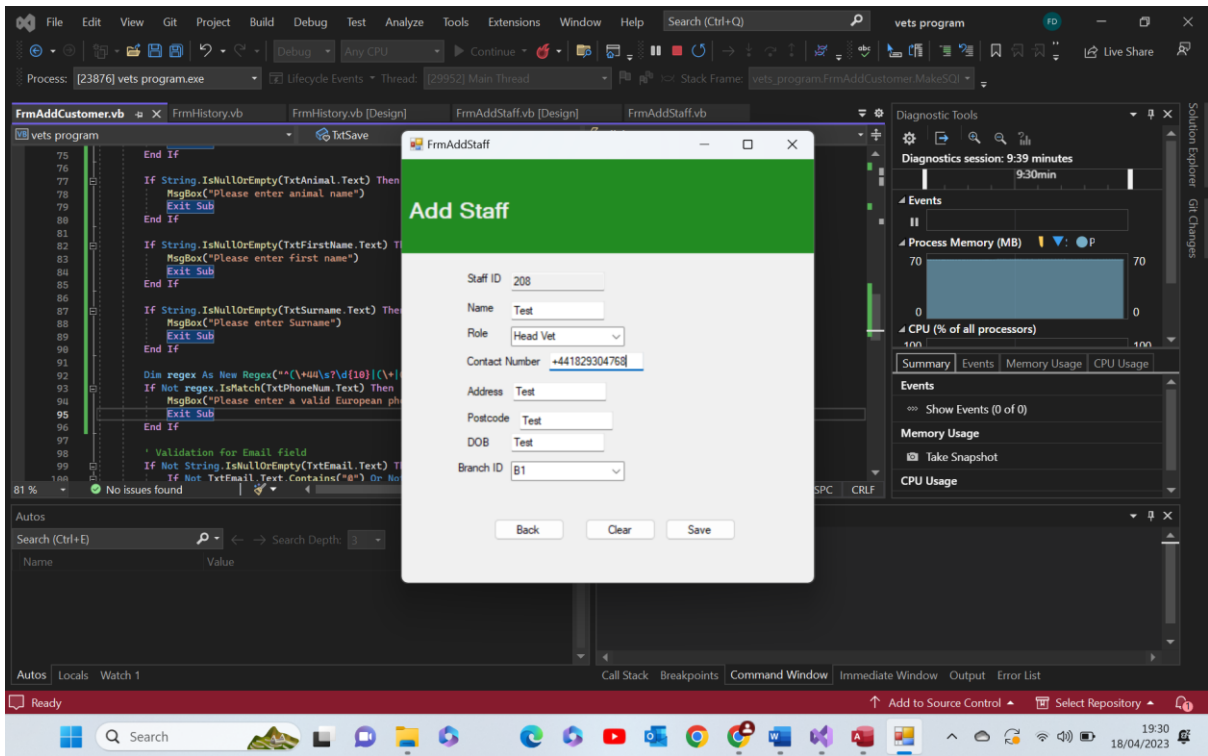 File Edit View Git Project Build Debug Test Analyze Tools Extensions Window Help Search (Ctrl+Q) vets program FD
Debug Any CPU Continue Live Share
Process: [23876] vets program.exe Lifecycle Events Thread: [29952] Main Thread Stack Frame: vets_program.FrmAddCustomer.MakeSQl
FrmAddCustomer.vb FrmHistory.vb FrmHistory.vb [Design] FrmAddStaff.vb [Design] FrmAddStaff.vb
vets program TxtSave
75 End If
76
77 If String.IsNullOrEmpty(TxtAnimal.Text) Then
78 MsgBox("Please enter animal name")
79 Exit Sub
80 End If
81
82 If String.IsNullOrEmpty(TxtFirstName.Text) T
83 MsgBox("Please enter first name")
84 Exit Sub
85 End If
86
87 If String.IsNullOrEmpty(TxtSurname.Text) The
88 MsgBox("Please enter Surname")
89 Exit Sub
90 End If
91
92 Dim regex As New Regex("^(\+44\s?\d{10}|(\+|
93 If Not regex.IsMatch(TxtPhoneNum.Text) Then
94 MsgBox("Please enter a valid European ph
95 Exit Sub
96 End If
97
98 ' Validation for Email field
99 If Not String.IsNullOrEmpty(TxtEmail.Text) T
100 If Not TxtEmail.Text.Contains("@") Or No
81 % No issues found SPC CRLF
FrmAddStaff
Add Staff
Staff ID 208
Name Test
Role Head Vet
Contact Number +441829304768
Address Test
Postcode Test
DOB Test
Branch ID B1
Back Clear Save
Diagnostic Tools
Diagnostics session: 9:39 minutes
9:30min
Events
Process Memory (MB) P
70 70
0 0
CPU (% of all processors)
100 100
Summary Events Memory Usage CPU Usage
Events
Show Events (0 of 0)
Memory Usage
Take Snapshot
CPU Usage
Solution Explorer
Git Changes
Autos
Search (Ctrl+E) Search Depth: 3
Name Value
Autos Locals Watch 1
Call Stack Breakpoints Command Window Immediate Window Output Error List
Ready Add to Source Control Select Repository
Search
19:30
18/04/2023